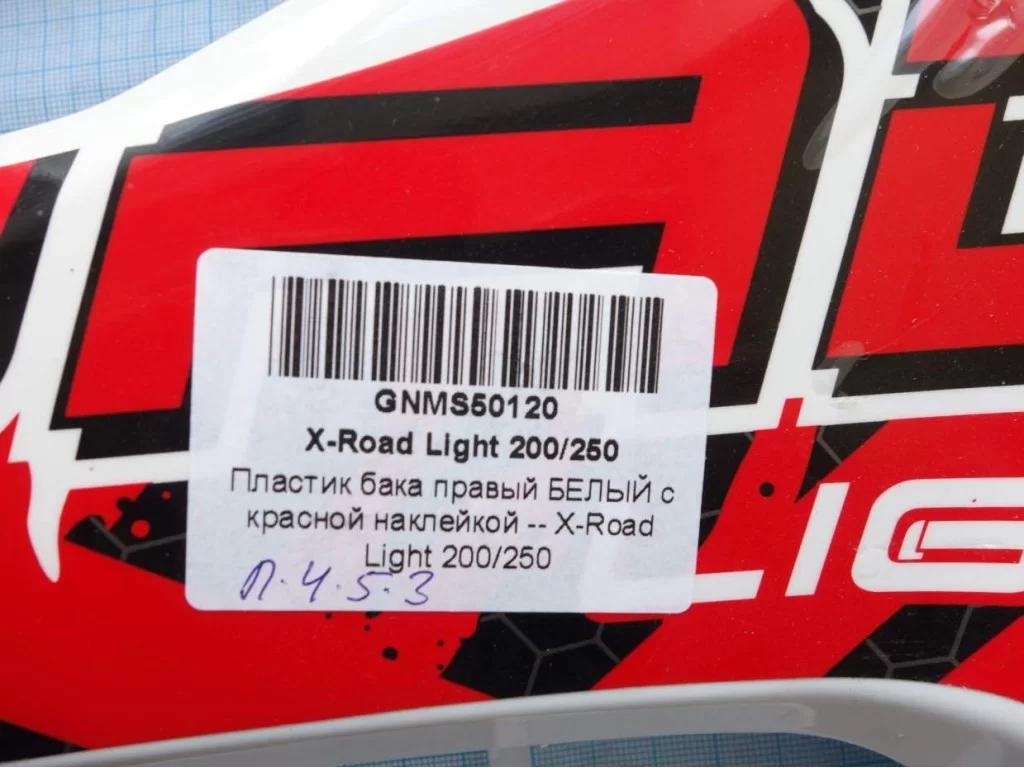 GNMS50120
X-Road Light 200/250
Пластик бака правый БЕЛЫЙ с
красной наклейкой -- X-Road
Light 200/250
П.4.5.3